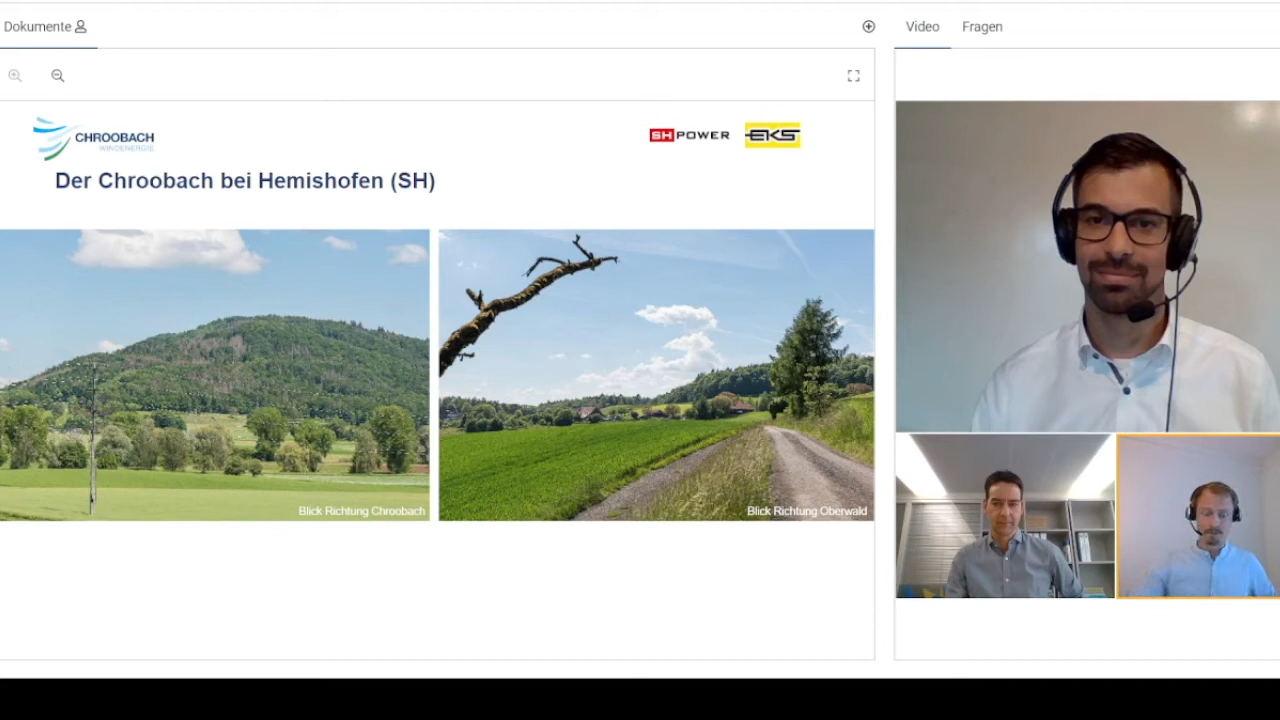 Dokumente
Video
Fragen
CHROOBACH
WINDENERGIE
SH POWER
EKS
Der Chroobach bei Hemishofen (SH)
Blick Richtung Chroobach
Blick Richtung Oberwald